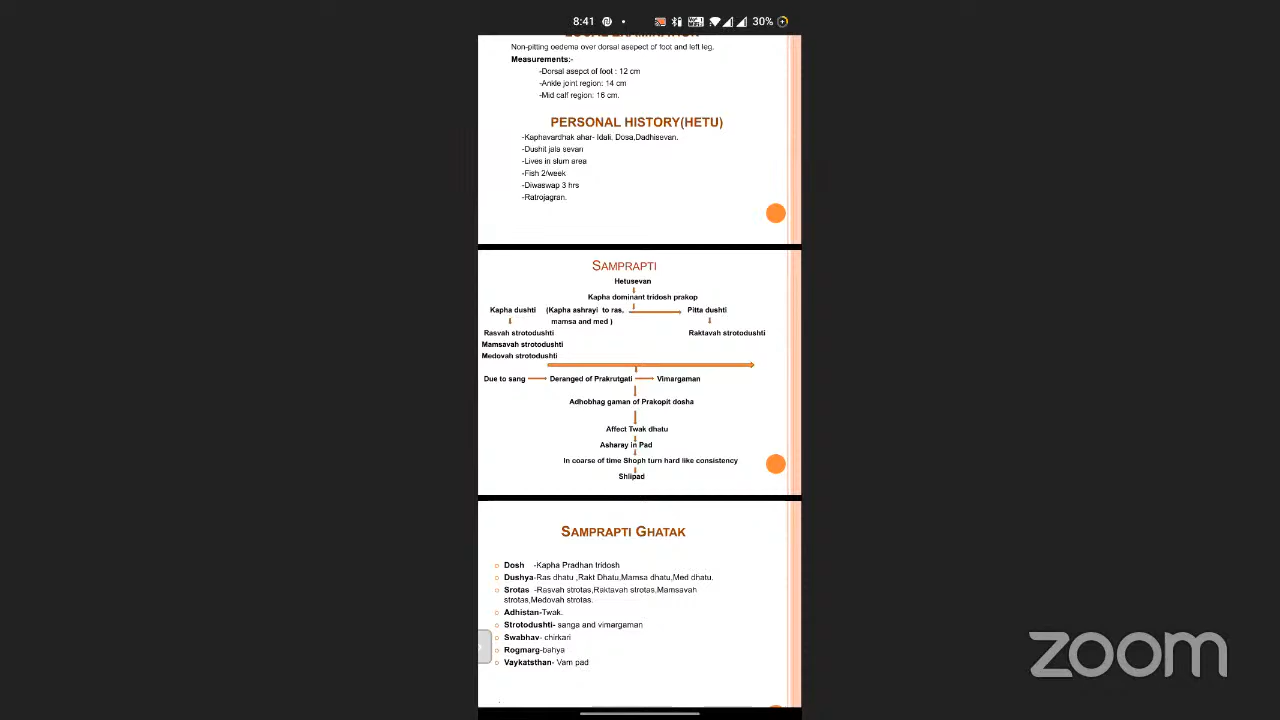 8:41
30%
LOCAL EXAMINATION
Non-pitting oedema over dorsal asepect of foot and left leg,
Measurements:-
-Dorsal asepct of foot : 12 cm
-Ankle joint region: 14 cm
-Mid calf region: 16 cm.
PERSONAL HISTORY(HETU)
-Kaphavardhak ahar- Idali, Dosa,Dadhisevan.
-Dushit jala sevan
-Lives in slum area
-Fish 2/week
-Diwaswap 3 hrs
-Ratrojagran.
SAMPRAPTI
Hetusevan
Kapha dominant tridosh prakop
Kapha dushti (Kapha ashrayi to ras, Pitta dushti
mamsa and med )
Rasvah strotodushti Raktavah strotodushti
Mamsavah strotodushti
Medovah strotodushti
Due to sang Deranged of Prakrutgati Vimargaman
Adhobhag gaman of Prakopit dosha
Affect Twak dhatu
Asharay in Pad
In coarse of time Shoph turn hard like consistency
Shlipad
SAMPRAPTI GHATAK
Dosh -Kapha Pradhan tridosh
Dushya-Ras dhatu ,Rakt Dhatu,Mamsa dhatu,Med dhatu.
Srotas -Rasvah strotas,Raktavah strotas,Mamsavah
strotas,Medovah strotas.
Adhistan-Twak.
Strotodushti- sanga and vimargaman
Swabhav- chirkari
Rogmarg-bahya
Vaykatsthan- Vam pad
zoom